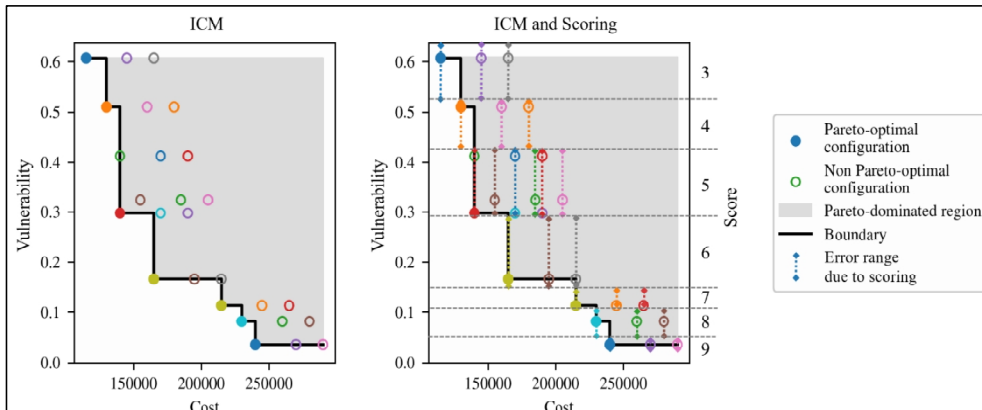 ICM
Vulnerability
0.6
0.5
0.4
0.3
0.2
0.1
0.0
150000 200000 250000
Cost
ICM and Scoring
Vulnerability
0.6
0.5
0.4
0.3
0.2
0.1
0.0
150000 200000 250000
Cost
3
4
5
6
7
8
9
Score
Pareto-optimal
configuration
Non Pareto-optimal
configuration
Pareto-dominated region
Boundary
Error range
due to scoring